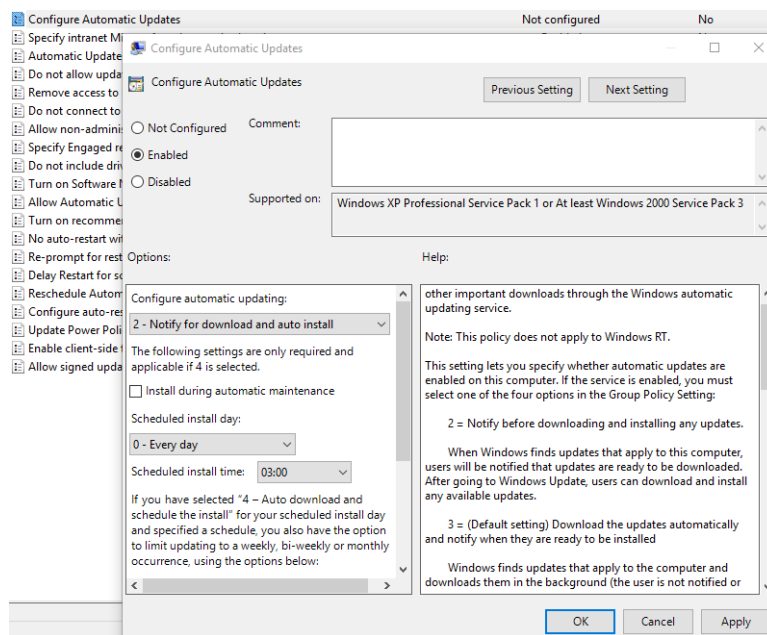 Configure Automatic Updates Not configured No
Specify intranet Mi
Automatic Update
Do not allow upda
Remove access to
Do not connect to
Allow non-adminis
Specify Engaged re
Do not include driv
Turn on Software N
Allow Automatic U
Turn on recommen
No auto-restart wit
Re-prompt for rest
Delay Restart for sc
Reschedule Autom
Configure auto-res
Update Power Poli
Enable client-side t
Allow signed upda
Configure Automatic Updates
Configure Automatic Updates
Previous Setting Next Setting
Not Configured Comment:
Enabled
Disabled
Supported on: Windows XP Professional Service Pack 1 or At least Windows 2000 Service Pack 3
Options:
Configure automatic updating:
2 - Notify for download and auto install
The following settings are only required and
applicable if 4 is selected.
Install during automatic maintenance
Scheduled install day:
0 - Every day
Scheduled install time: 03:00
If you have selected "4 – Auto download and
schedule the install" for your scheduled install day
and specified a schedule, you also have the option
to limit updating to a weekly, bi-weekly or monthly
occurrence, using the options below:
Help:
other important downloads through the Windows automatic
updating service.
Note: This policy does not apply to Windows RT.
This setting lets you specify whether automatic updates are
enabled on this computer. If the service is enabled, you must
select one of the four options in the Group Policy Setting:
2 = Notify before downloading and installing any updates.
When Windows finds updates that apply to this computer,
users will be notified that updates are ready to be downloaded.
After going to Windows Update, users can download and install
any available updates.
3 = (Default setting) Download the updates automatically
and notify when they are ready to be installed
Windows finds updates that apply to the computer and
downloads them in the background (the user is not notified or
OK Cancel Apply